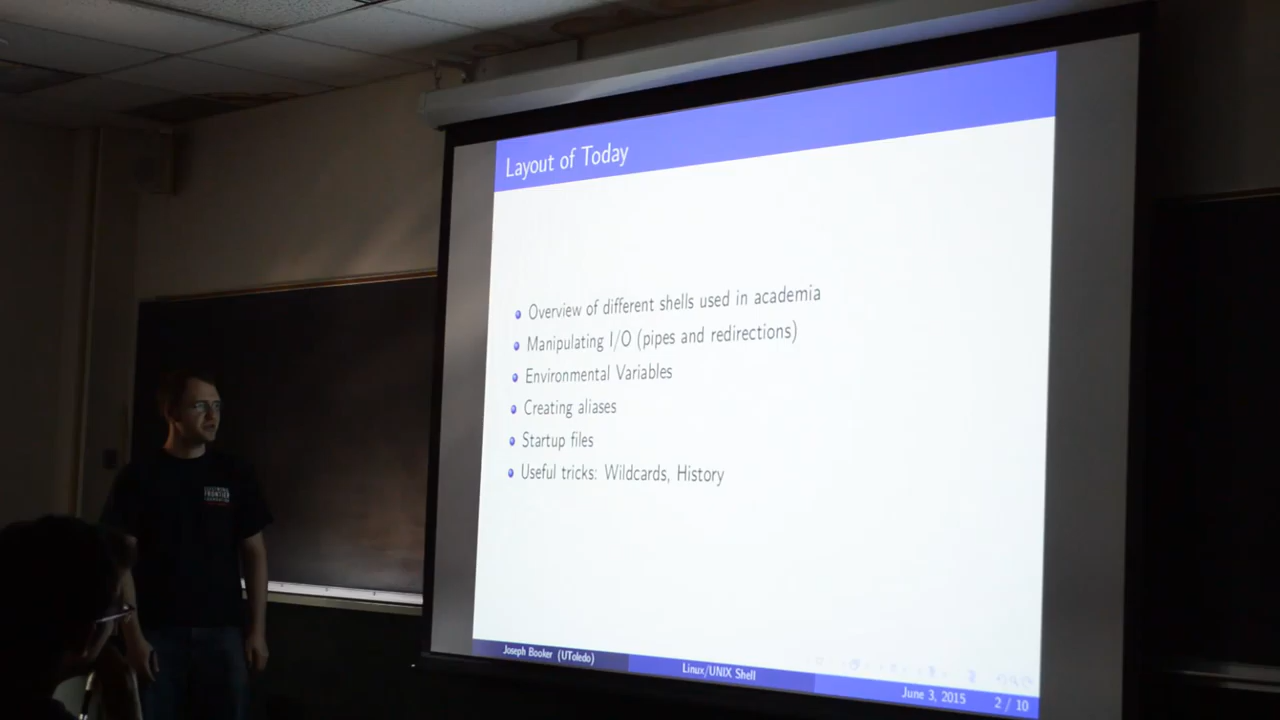 Layout of Today
Overview of different shells used in academia
Manipulating I/O (pipes and redirections)
Environmental Variables
Creating aliases
Startup files
Useful tricks: Wildcards, History
Joseph Booker (UToledo)
Linux/UNIX Shell
June 3, 2015
2 / 10
FRONTIER